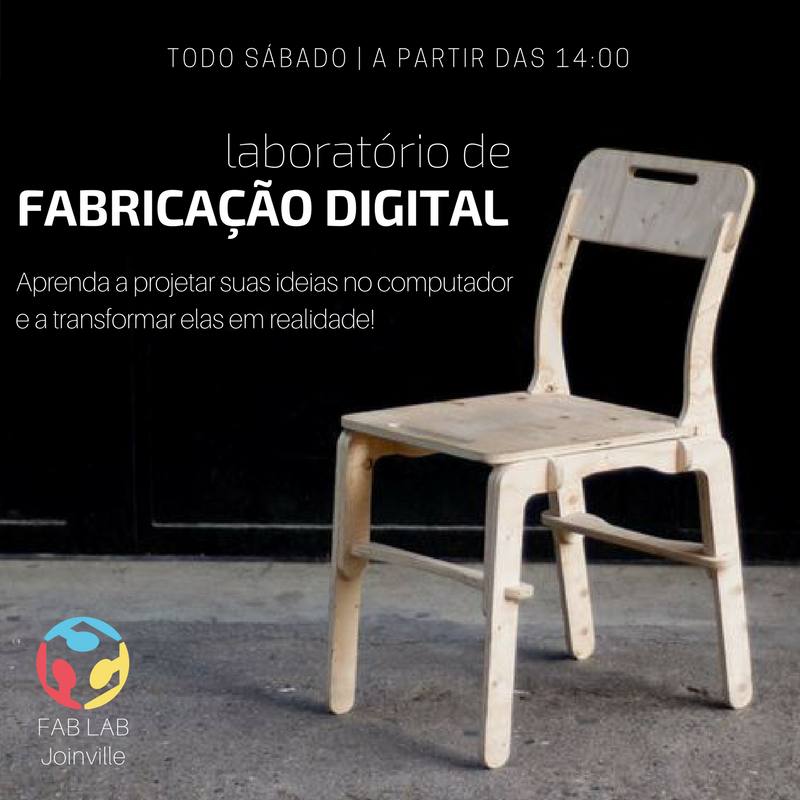 TODO SÁBADO | A PARTIR DAS 14:00
laboratório de
FABRICAÇÃO DIGITAL
Aprenda a projetar suas ideias no computador
e a transformar elas em realidade!
FAB LAB
Joinville